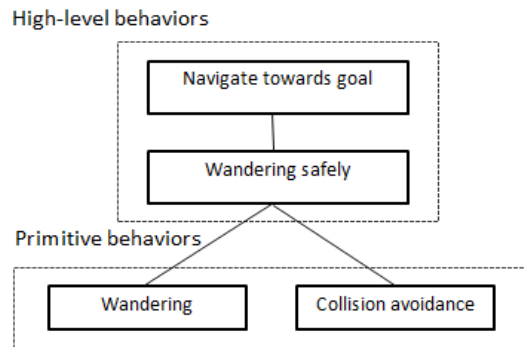 High-level behaviors
Navigate towards goal
Wandering safely
Primitive behaviors
Wandering
Collision avoidance